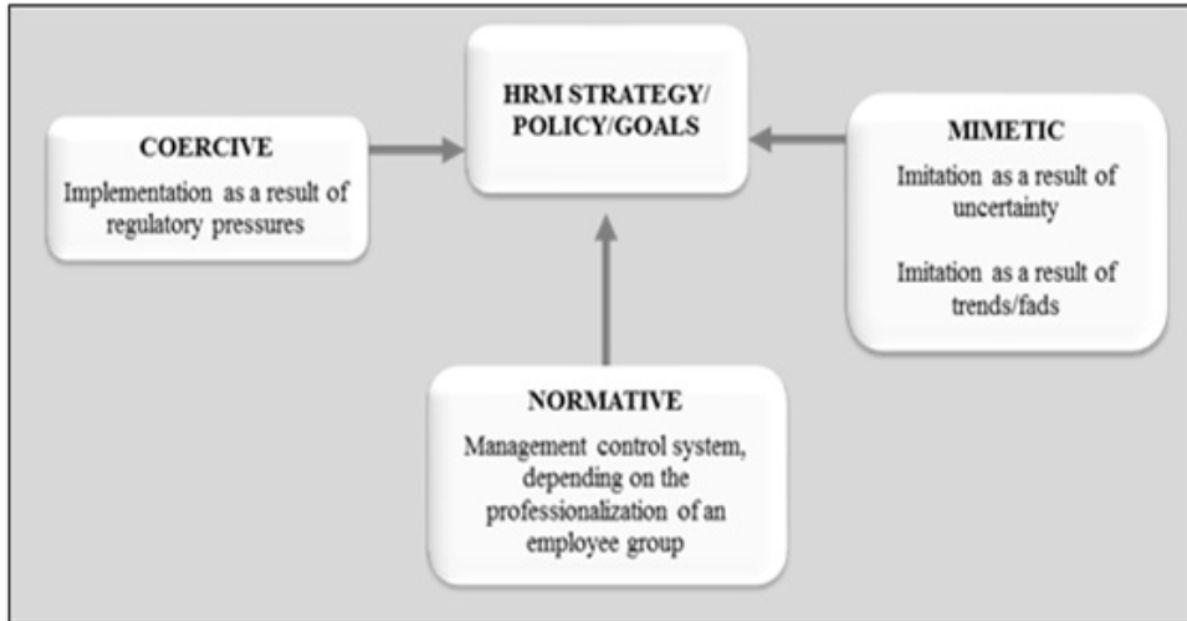 HRM STRATEGY/
POLICY/GOALS
COERCIVE
Implementation as a result of
regulatory pressures
MIMETIC
Imitation as a result of
uncertainty
Imitation as a result of
trends/fads
NORMATIVE
Management control system,
depending on the
professionalization of an
employee group